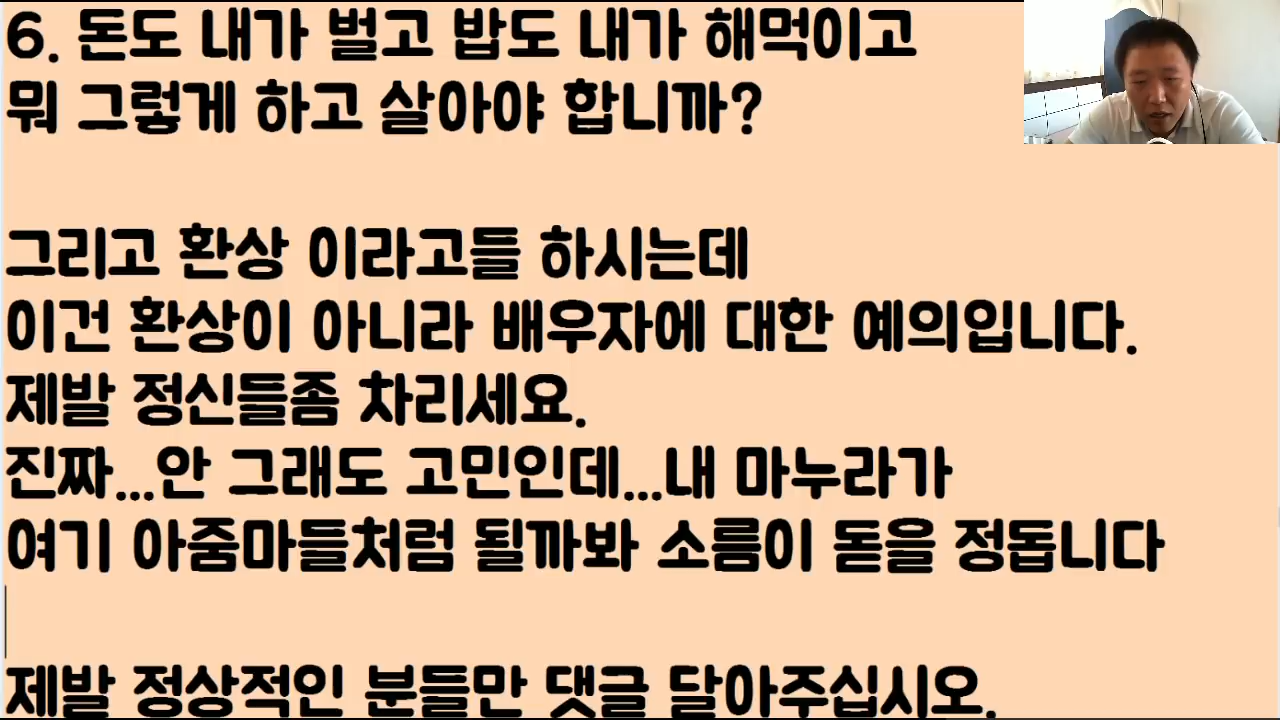 6. 돈도 내가 벌고 밥도 내가 해먹이고
뭐 그렇게 하고 살아야 합니까?
그리고 환상 이라고들 하시는데
이건 환상이 아니라 배우자에 대한 예의입니다.
제발 정신들좀 차리세요.
진짜...안 그래도 고민인데...내 마누라가
여기 아줌마들처럼 될까봐 소름이 돋을 정돕니다
제발 정상적인 분들만 댓글 달아주십시오.